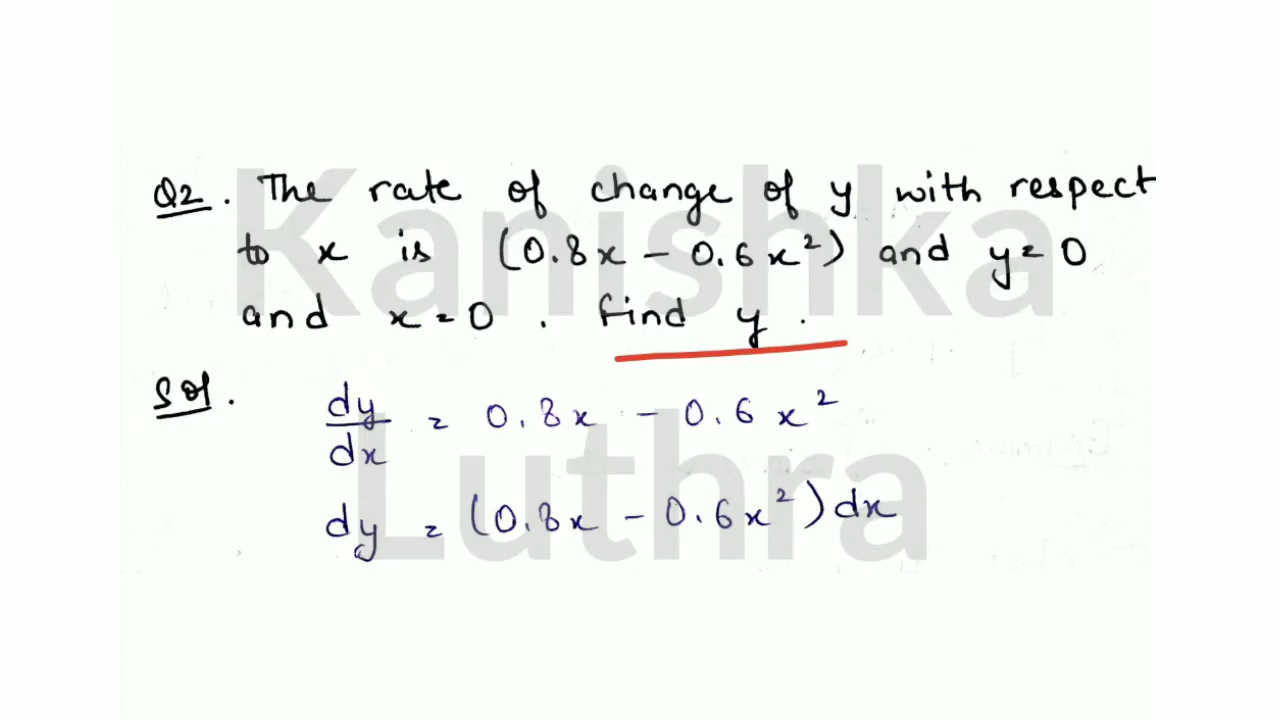 Q2. The rate of change of y with respect
to x is (0.8x - 0.6x²) and y = 0
and x = 0. Find y.
Sol. dy/dx = 0.8x - 0.6x²
dy = (0.8x - 0.6x²) dx
Kanishka
Luthra